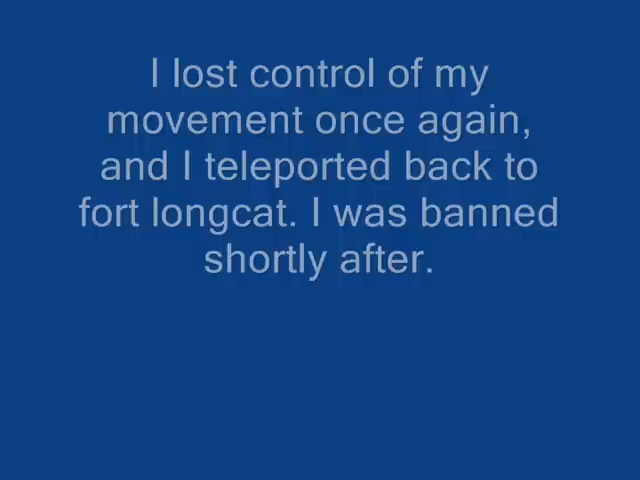 I lost control of my
movement once again,
and I teleported back to
fort longcat. I was banned
shortly after.